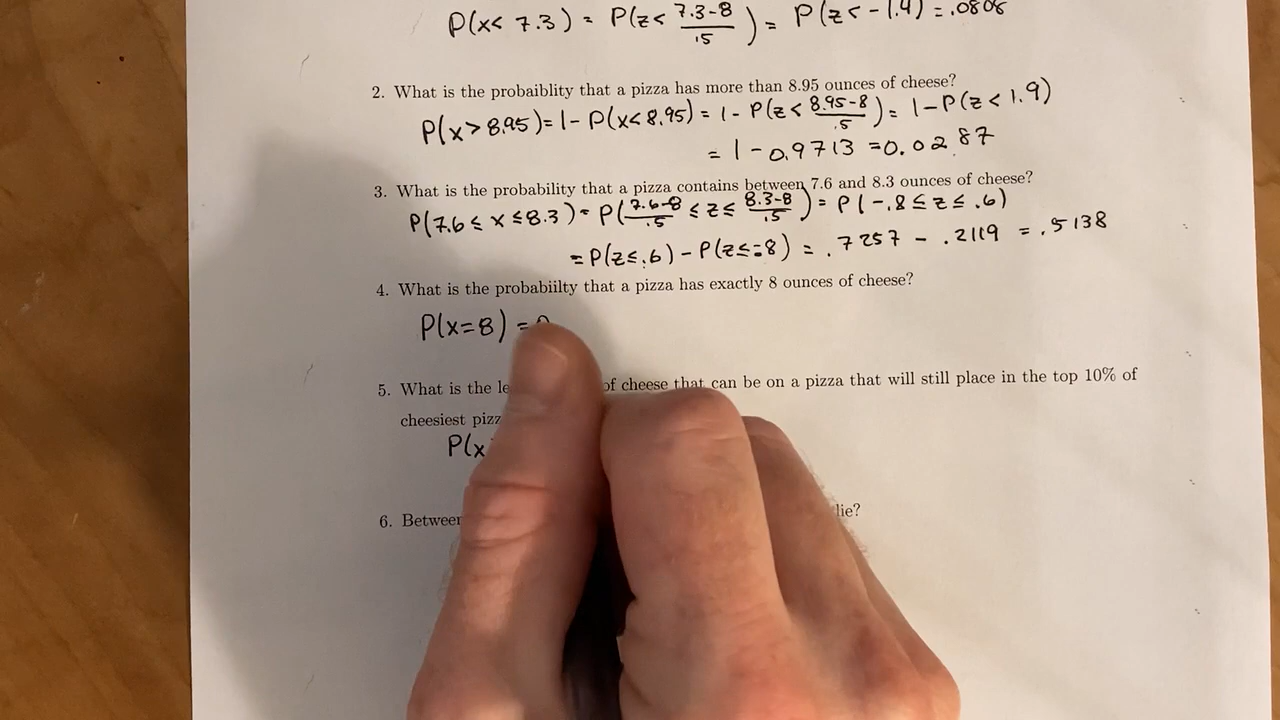 P(x< 7.3) = P(z< 7.3-8/.5) = P(z< -1.4) = .0808
2. What is the probaiblity that a pizza has more than 8.95 ounces of cheese?
P(x>8.95)=1-P(x<8.95)=1-P(z<8.95-8/.5)=1-P(z<1.9)
=1-0.9713=0.0287
3. What is the probability that a pizza contains between 7.6 and 8.3 ounces of cheese?
P(7.6≤x≤8.3)=P(7.6-8/.5≤z≤8.3-8/.5)=P(-.8≤z≤.6)
=P(z≤.6)-P(z≤-.8)=.7257-.2119=.5138
4. What is the probabiilty that a pizza has exactly 8 ounces of cheese?
P(x=8)=
5. What is the of cheese that can be on a pizza that will still place in the top 10% of
cheesiest
P(x
6. Between lie?